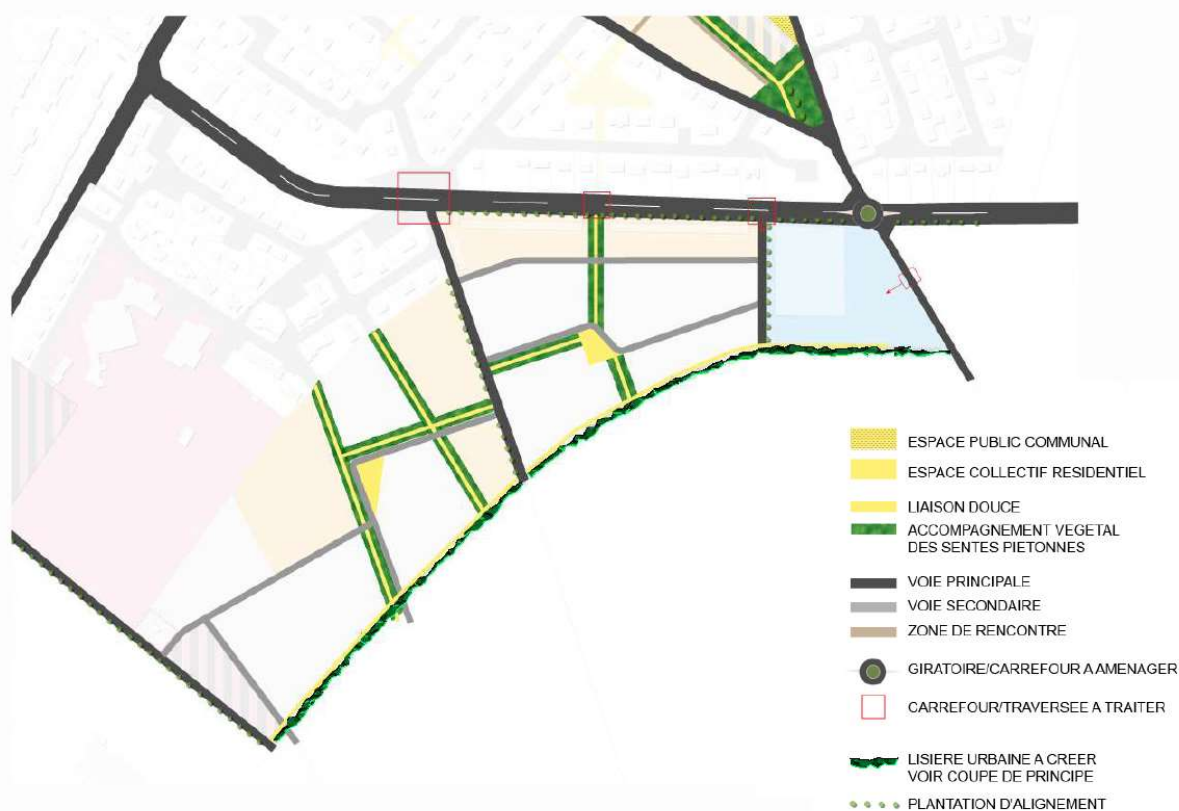 ESPACE PUBLIC COMMUNAL
ESPACE COLLECTIF RESIDENTIEL
LIAISON DOUCE
ACCOMPAGNEMENT VEGETAL
DES SENTES PIETONNES
VOIE PRINCIPALE
VOIE SECONDAIRE
ZONE DE RENCONTRE
GIRATOIRE/CARREFOUR A AMENAGER
CARREFOUR/TRAVERSEE A TRAITER
LISIERE URBAINE A CREER
VOIR COUPE DE PRINCIPE
PLANTATION D'ALIGNEMENT